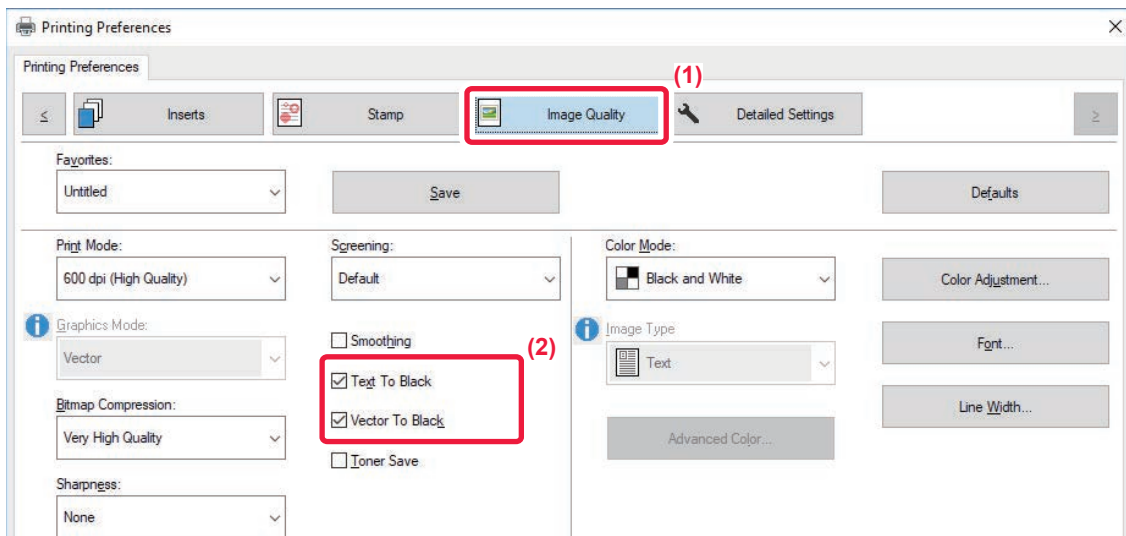 Printing Preferences
Printing Preferences
(1)
Inserts
Stamp
Image Quality
Detailed Settings
Favorites:
Untitled
Save
Defaults
Print Mode:
Screening:
Color Mode:
600 dpi (High Quality)
Default
Black and White
Color Adjustment...
Graphics Mode:
Smoothing
(2)
Image Type
Vector
Text To Black
Text
Font...
Bitmap Compression:
Vector To Black
Line Width...
Very High Quality
Toner Save
Advanced Color...
Sharpness:
None